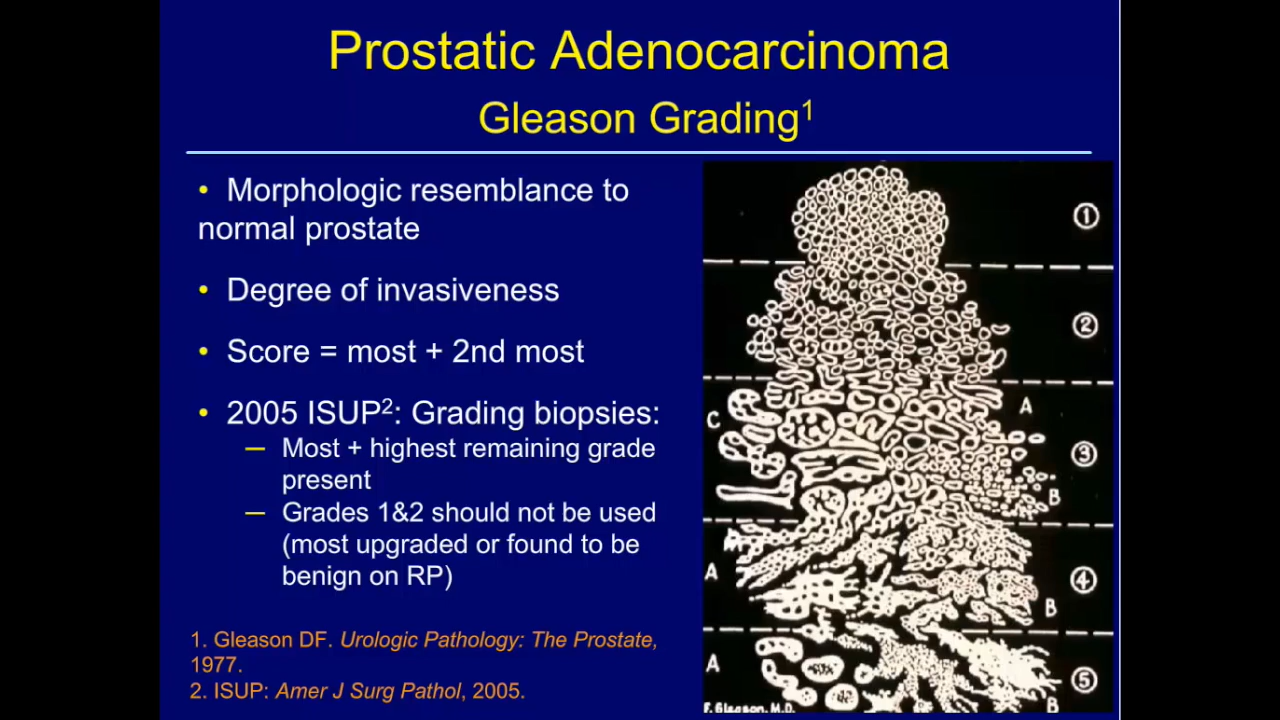 Prostatic Adenocarcinoma
Gleason Grading¹
• Morphologic resemblance to
normal prostate
• Degree of invasiveness
• Score = most + 2nd most
• 2005 ISUP²: Grading biopsies:
— Most + highest remaining grade
present
— Grades 1&2 should not be used
(most upgraded or found to be
benign on RP)
1. Gleason DF. Urologic Pathology: The Prostate,
1977.
2. ISUP: Amer J Surg Pathol, 2005.
①
②
A
C
③
B
A
④
B
A
⑤
B
F. Gleason, M.D.